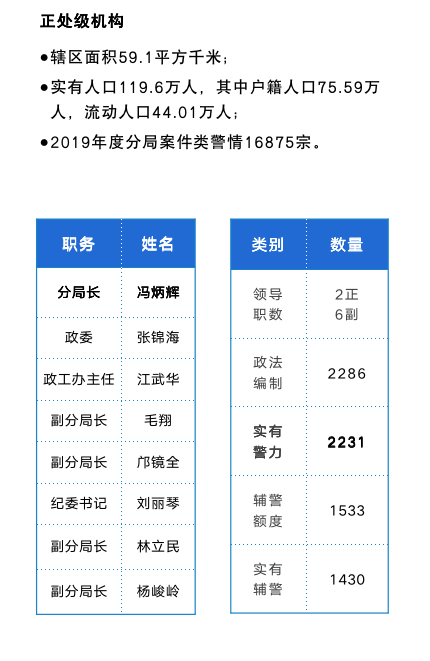 正处级机构
●辖区面积59.1平方千米；
●实有人口119.6万人，其中户籍人口75.59万
人，流动人口44.01万人；
●2019年度分局案件类警情16875宗。
职务 姓名
分局长 冯炳辉
政委 张锦海
政工办主任 江武华
副分局长 毛翔
副分局长 邝镜全
纪委书记 刘丽琴
副分局长 林立民
副分局长 杨峻岭
类别 数量
领导
职数
2正
6副
政法
编制
2286
实有
警力
2231
辅警
额度
1533
实有
辅警
1430